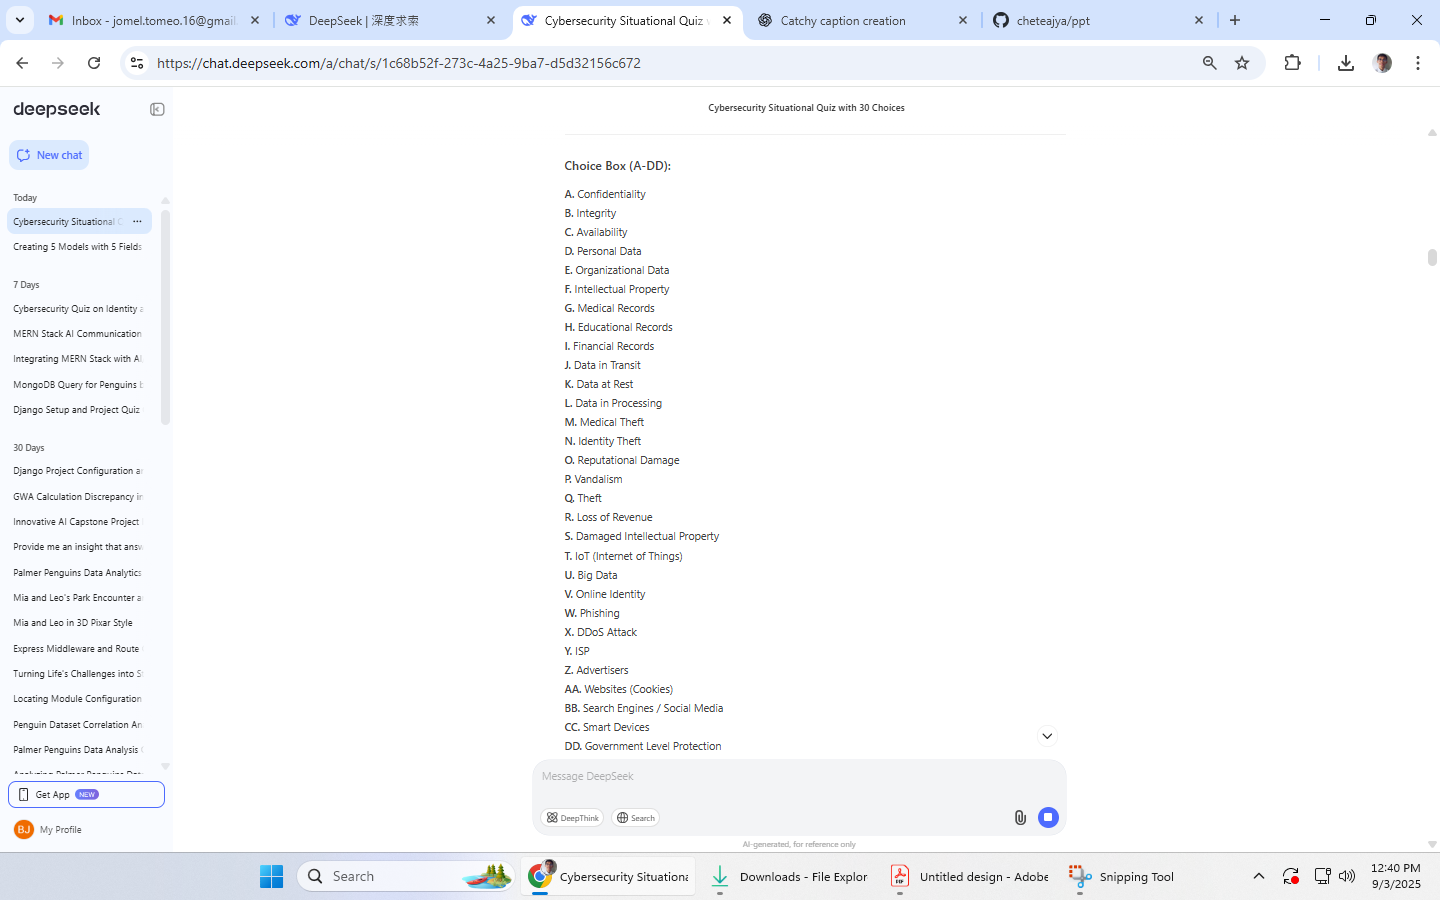 Inbox - jomel.tomeo.16@gmail
DeepSeek | 深度求索
Cybersecurity Situational Quiz
Catchy caption creation
cheteajya/ppt
https://chat.deepseek.com/a/chat/s/1c68b52f-273c-4a25-9ba7-d5d32156c672
deepseek
New chat
Today
Cybersecurity Situational
Creating 5 Models with 5 Fields
7 Days
Cybersecurity Quiz on Identity
MERN Stack AI Communication
Integrating MERN Stack with AI
MongoDB Query for Penguins
Django Setup and Project Quiz
30 Days
Django Project Configuration
GWA Calculation Discrepancy in
Innovative AI Capstone Project
Provide me an insight that
Palmer Penguins Data Analytics
Mia and Leo's Park Encounter
Mia and Leo in 3D Pixar Style
Express Middleware and Route
Turning Life's Challenges into
Locating Module Configuration
Penguin Dataset Correlation
Palmer Penguins Data Analysis
Analyzing Palmer Penguins
Get App NEW
BJ My Profile
Cybersecurity Situational Quiz with 30 Choices
Choice Box (A-DD):
A. Confidentiality
B. Integrity
C. Availability
D. Personal Data
E. Organizational Data
F. Intellectual Property
G. Medical Records
H. Educational Records
I. Financial Records
J. Data in Transit
K. Data at Rest
L. Data in Processing
M. Medical Theft
N. Identity Theft
O. Reputational Damage
P. Vandalism
Q. Theft
R. Loss of Revenue
S. Damaged Intellectual Property
T. IoT (Internet of Things)
U. Big Data
V. Online Identity
W. Phishing
X. DDoS Attack
Y. ISP
Z. Advertisers
AA. Websites (Cookies)
BB. Search Engines / Social Media
CC. Smart Devices
DD. Government Level Protection
Message DeepSeek
DeepThink
Search
AI-generated, for reference only
Search
Cybersecurity Situationa
Downloads - File Explor
Untitled design - Adobe
Snipping Tool
12:40 PM
9/3/2025